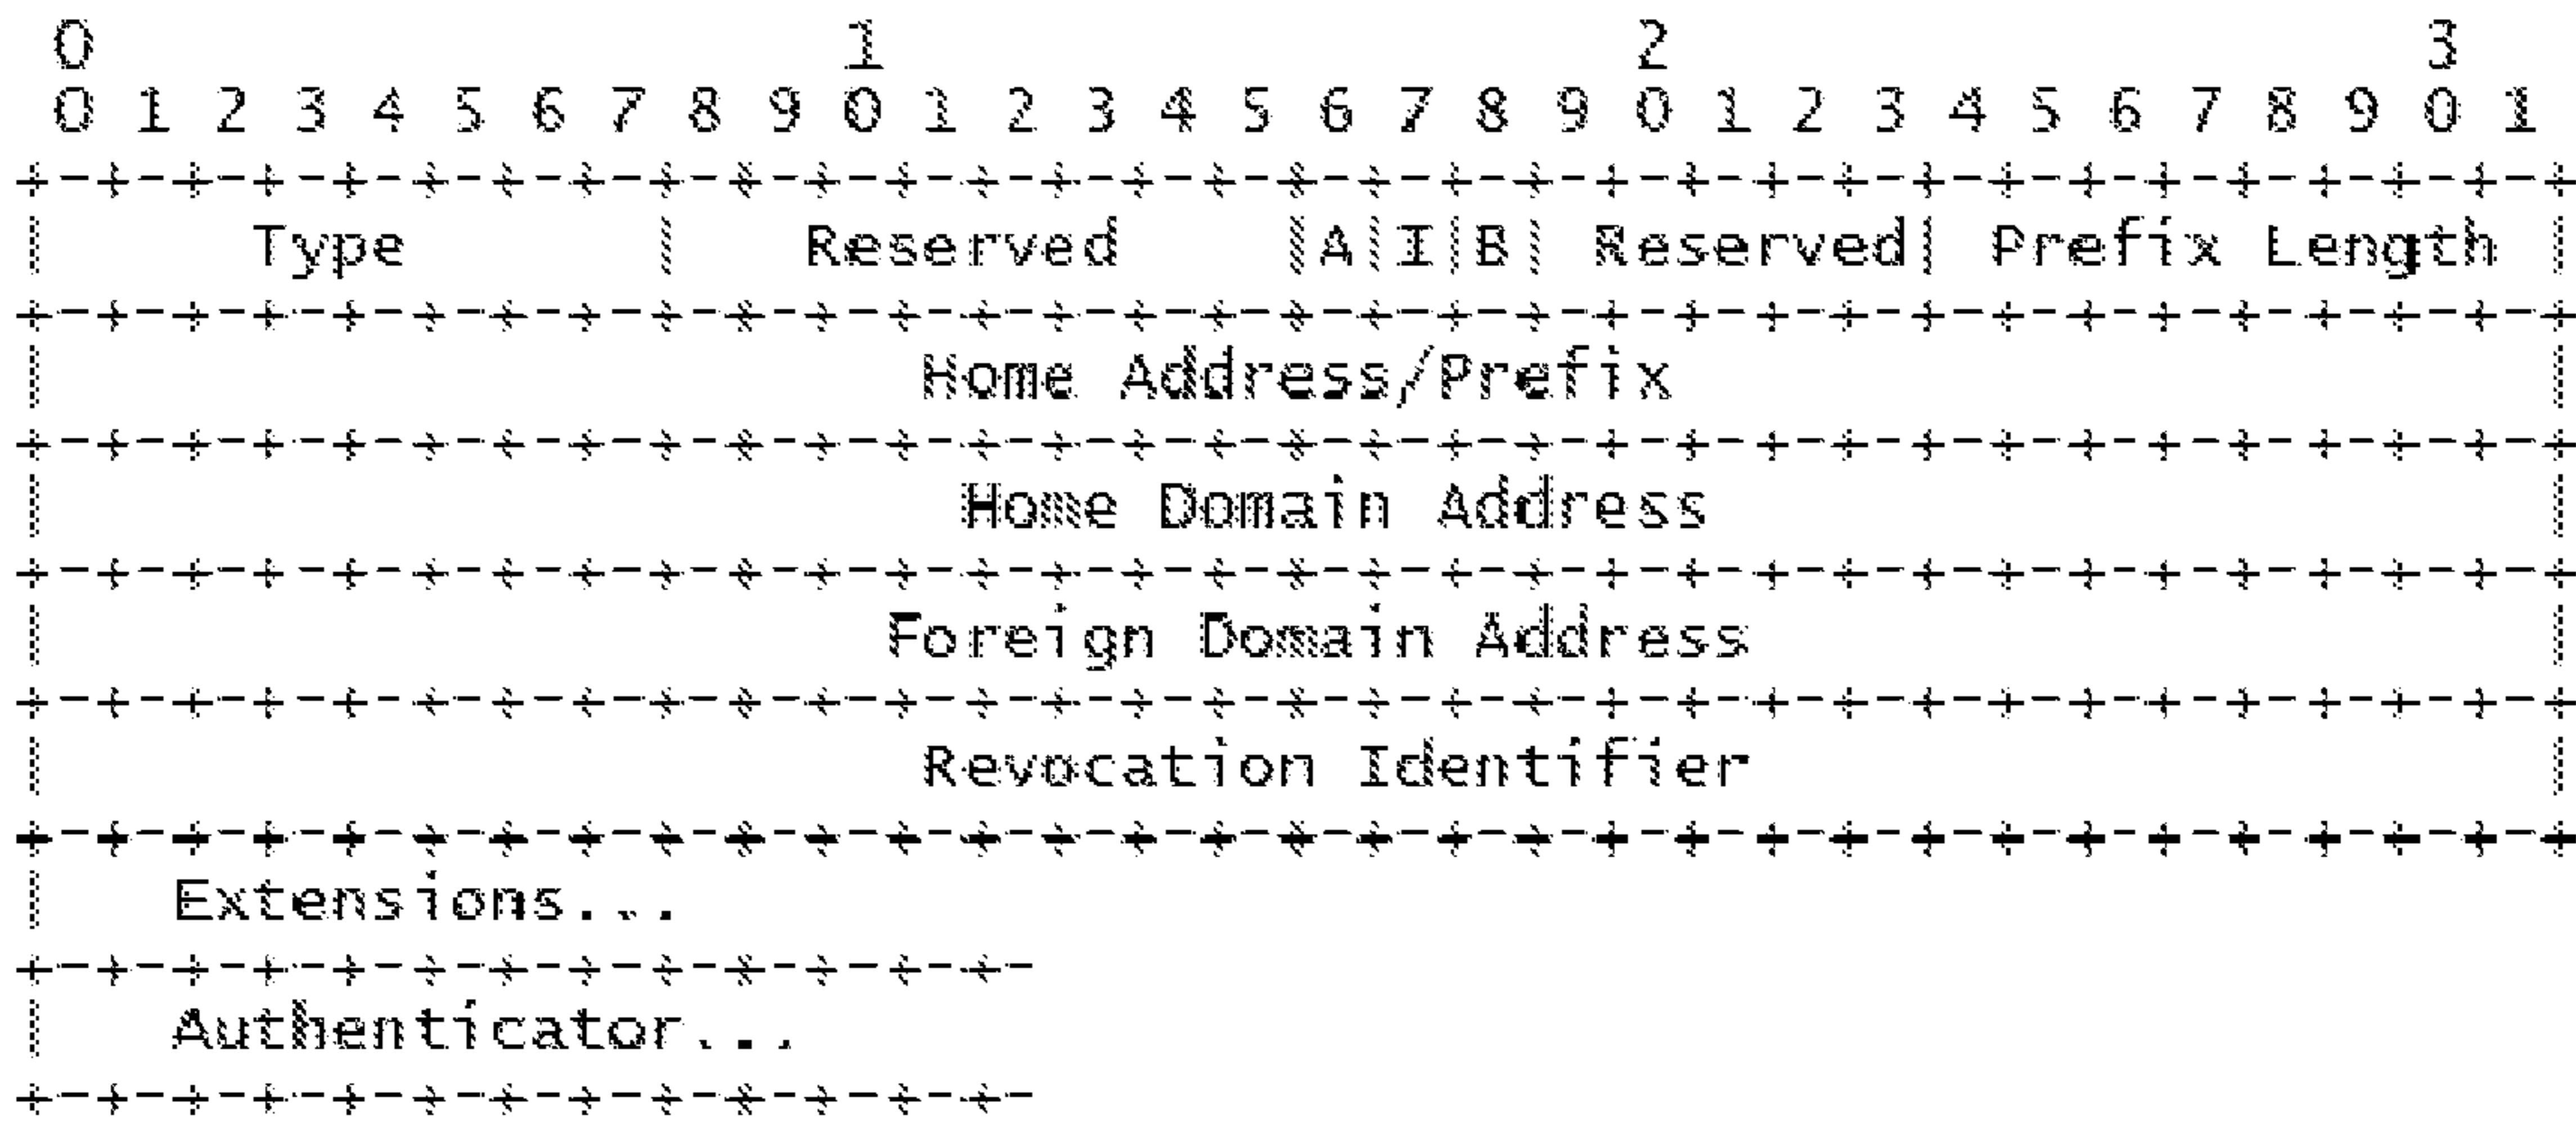 0                   1                   2                   3
 0 1 2 3 4 5 6 7 8 9 0 1 2 3 4 5 6 7 8 9 0 1 2 3 4 5 6 7 8 9 0 1
+-+-+-+-+-+-+-+-+-+-+-+-+-+-+-+-+-+-+-+-+-+-+-+-+-+-+-+-+-+-+-+-+
|     Type      |   Reserved    |A|I|B| Reserved| Prefix Length |
+-+-+-+-+-+-+-+-+-+-+-+-+-+-+-+-+-+-+-+-+-+-+-+-+-+-+-+-+-+-+-+-+
|                      Home Address/Prefix                      |
+-+-+-+-+-+-+-+-+-+-+-+-+-+-+-+-+-+-+-+-+-+-+-+-+-+-+-+-+-+-+-+-+
|                       Home Domain Address                     |
+-+-+-+-+-+-+-+-+-+-+-+-+-+-+-+-+-+-+-+-+-+-+-+-+-+-+-+-+-+-+-+-+
|                     Foreign Domain Address                    |
+-+-+-+-+-+-+-+-+-+-+-+-+-+-+-+-+-+-+-+-+-+-+-+-+-+-+-+-+-+-+-+-+
|                      Revocation Identifier                    |
+-+-+-+-+-+-+-+-+-+-+-+-+-+-+-+-+-+-+-+-+-+-+-+-+-+-+-+-+-+-+-+-+
|   Extensions...
+-+-+-+-+-+-+-+-+-+-+-+-+-
|   Authenticator...
+-+-+-+-+-+-+-+-+-+-+-+-+-